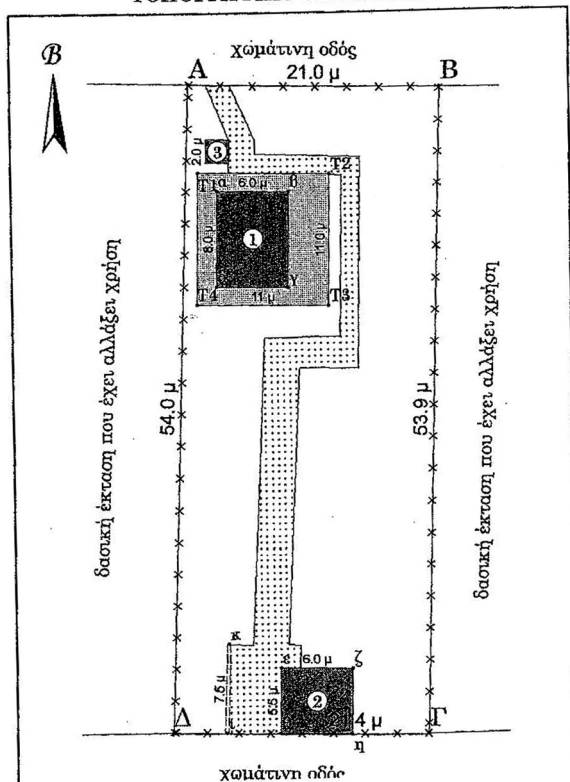 Β
χωμάτινη οδός
Α
21.0 μ
Β
3
2.0 μ
Τ2
Τ1
α
6.0 μ
β
1
8.0 μ
11.0 μ
γ
Τ4
11 μ
Τ3
δασική έκταση που έχει αλλάξει χρήση
54.0 μ
53.9 μ
δασική έκταση που έχει αλλάξει χρήση
κ
ε
6.0 μ
ζ
7.5 μ
5.5 μ
2
Δ
4 μ
Γ
η
χωμάτινη οδός